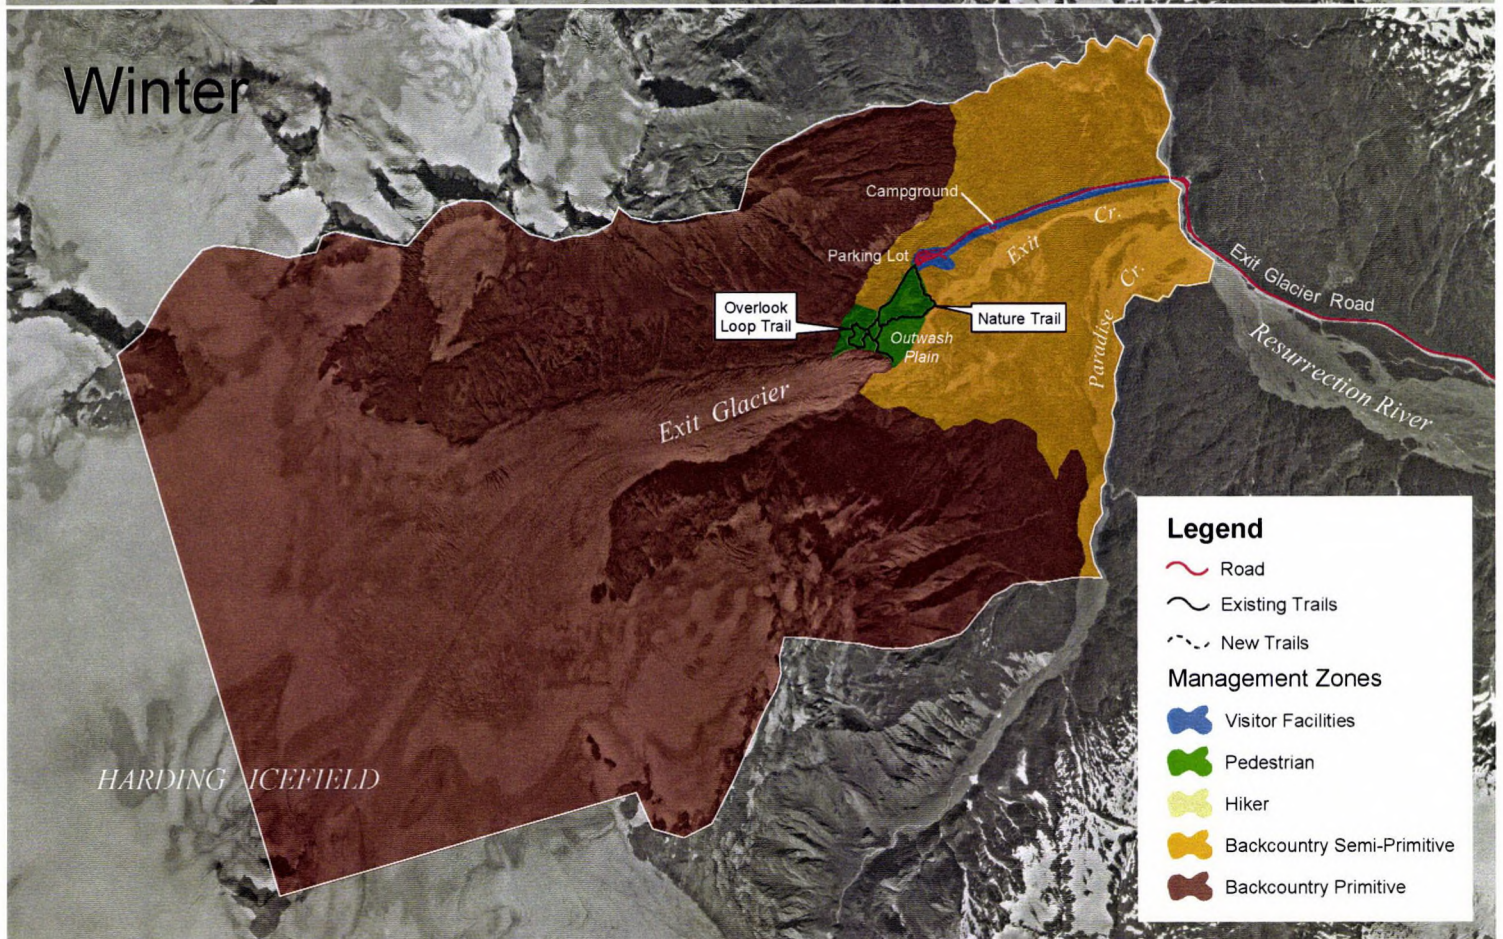 Winter
Campground
Cr.
Exit
Parking Lot
Cr.
Exit Glacier Road
Overlook
Loop Trail
Nature Trail
Outwash
Plain
Paradise
Resurrection River
Exit Glacier
HARDING ICEFIELD
Legend
Road
Existing Trails
New Trails
Management Zones
Visitor Facilities
Pedestrian
Hiker
Backcountry Semi-Primitive
Backcountry Primitive